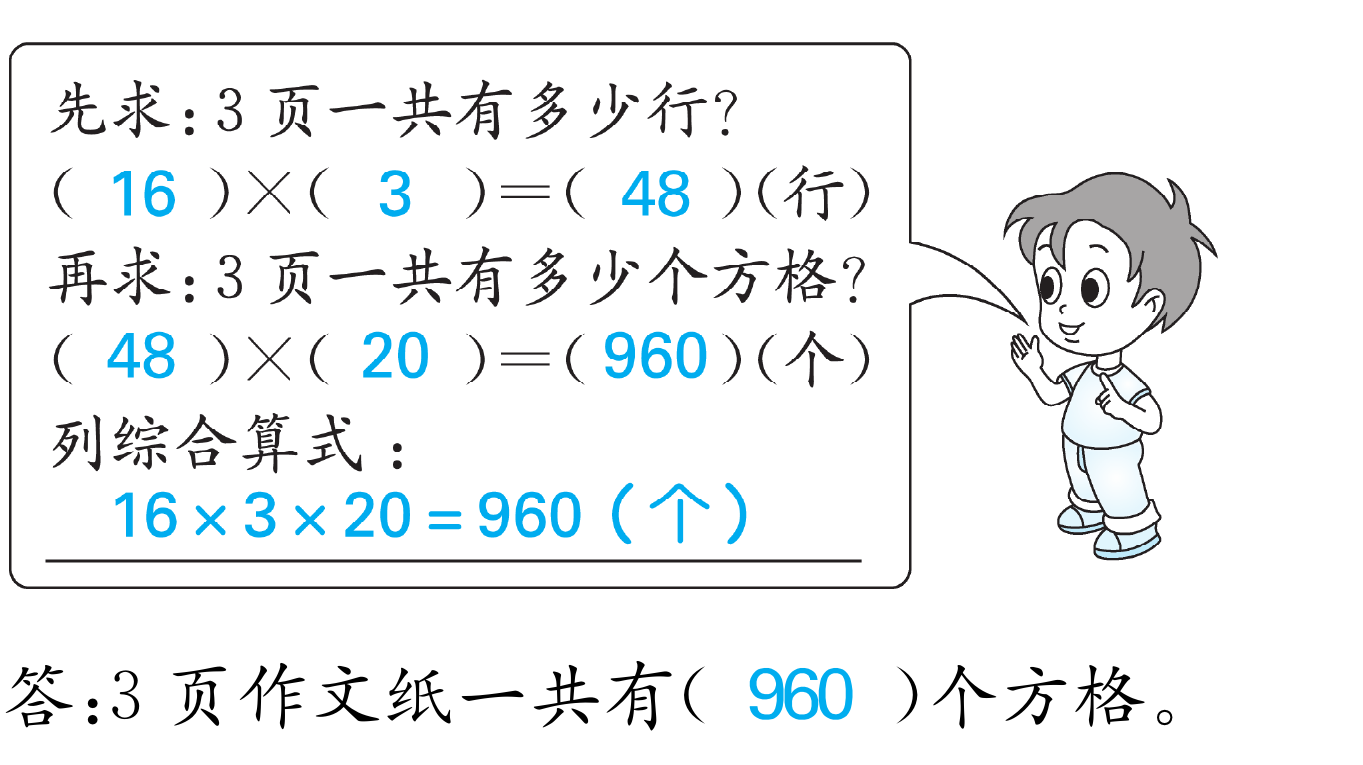 先求:3 页一共有多少行?
( 16 )×( 3 )=( 48 )(行)
再求:3 页一共有多少个方格?
( 48 )×( 20 )=( 960 )(个)
列综合算式:
16×3×20=960(个)
答:3 页作文纸一共有( 960 )个方格。